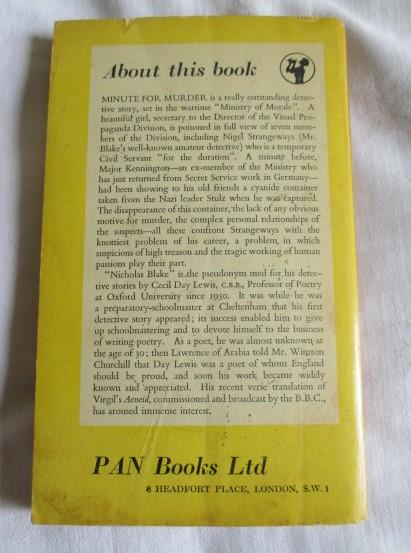 About this book
MINUTE FOR MURDER is a really outstanding detec-
tive story, set in the wartime "Ministry of Morale". A
beautiful girl, secretary to the Director of the Visual Pro-
paganda Division, is poisoned in full view of seven mem-
bers of the Division, including Nigel Strangeways (Mr.
Blake's well-known amateur detective) who is a temporary
Civil Servant "for the duration". A minute before,
Major Kennington—an ex-member of the Ministry who
has just returned from Secret Service work in Germany—
had been showing to his old friends a cyanide container
taken from the Nazi leader Stulz when he was captured.
The disappearance of this container, the lack of any obvious
motive for murder, the complex personal relationships of
the suspects—all these confront Strangeways with the
knottiest problem of his career, a problem in which
suspicions of high treason and the tragic working of human
passions play their part.
"Nicholas Blake" is the pseudonym used for his detec-
tive stories by Cecil Day Lewis, C.B.E., Professor of Poetry
at Oxford University since 1950. It was while he was
a preparatory-schoolmaster at Cheltenham that his first
detective story appeared; its success enabled him to give
up schoolmastering and to devote himself to the business
of writing poetry. As a poet, he was almost unknown at
the age of 30; then Lawrence of Arabia told Mr. Winston
Churchill that Day Lewis was a poet of whom England
should be proud, and soon his work became widely
known and appreciated. His recent verse translation of
Virgil's Aeneid, commissioned and broadcast by the B.B.C.,
has aroused immense interest.
PAN Books Ltd
8 HEADFORT PLACE, LONDON, S.W.1